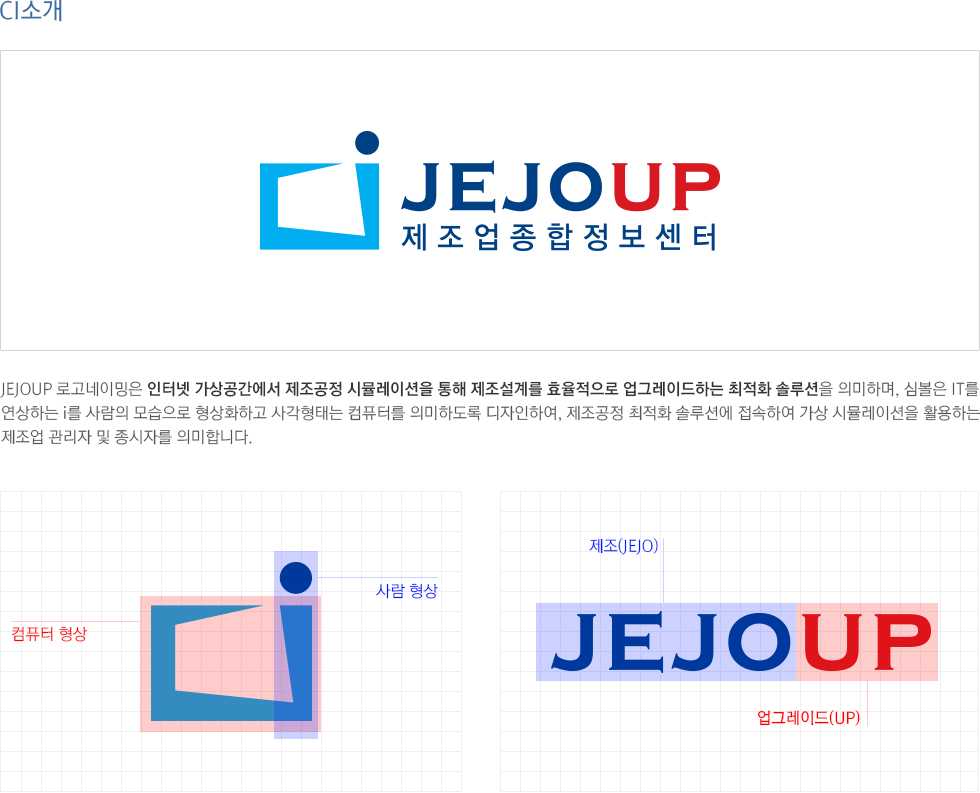 CI소개
JEJOUP
제조업종합정보센터
JEJOUP 로고네이밍은 인터넷 가상공간에서 제조공정 시뮬레이션을 통해 제조설계를 효율적으로 업그레이드하는 최적화 솔루션을 의미하며, 심볼은 IT를
연상하는 i를 사람의 모습으로 형상화하고 사각형태는 컴퓨터를 의미하도록 디자인하여, 제조공정 최적화 솔루션에 접속하여 가상 시뮬레이션을 활용하는
제조업 관리자 및 종시자를 의미합니다.
사람 형상
컴퓨터 형상
제조(JEJO)
JEJOUP
업그레이드(UP)